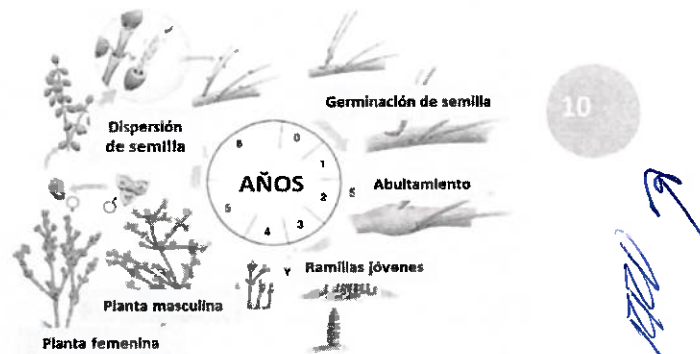 Germinación de semilla
10
Dispersión
de semilla
6
0
1
AÑOS
2
Abultamiento
5
4
3
Ramillas jóvenes
Planta masculina
Planta femenina